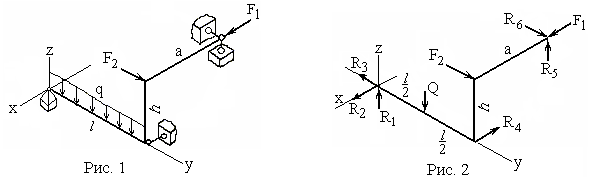 F₁
a
F₂
z
q
x
h
l
y
Рис. 1
R₆
F₁
a
R₅
F₂
z
R₃
l/2
Q
x
R₂
R₁
h
R₄
l/2
y
Рис. 2